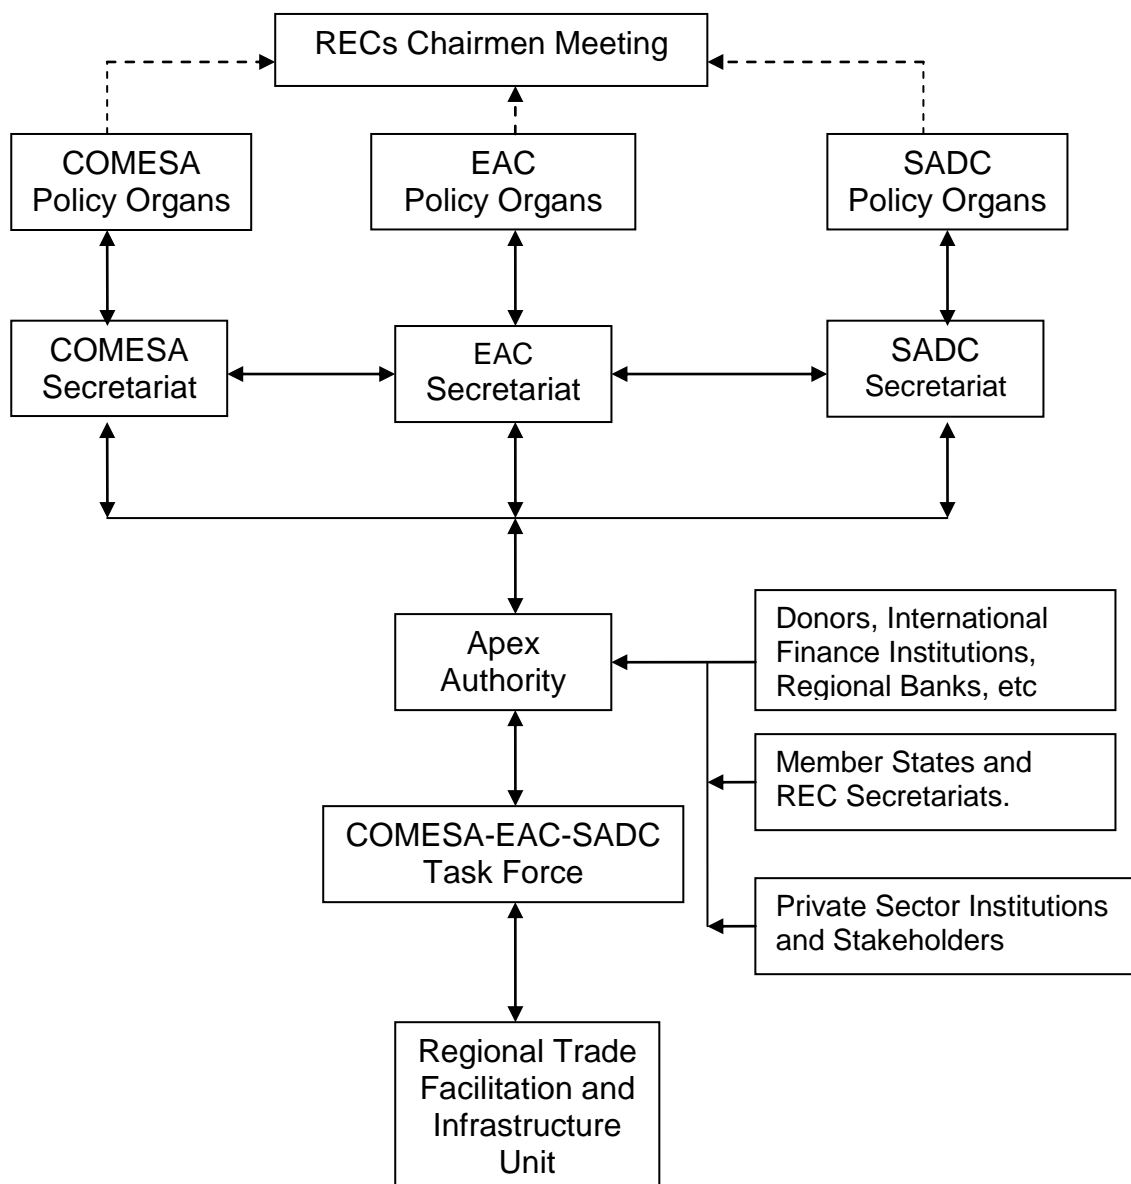 RECs Chairmen Meeting
COMESA
Policy Organs
EAC
Policy Organs
SADC
Policy Organs
COMESA
Secretariat
EAC
Secretariat
SADC
Secretariat
Apex
Authority
Donors, International
Finance Institutions,
Regional Banks, etc
Member States and
REC Secretariats.
COMESA-EAC-SADC
Task Force
Private Sector Institutions
and Stakeholders
Regional Trade
Facilitation and
Infrastructure
Unit